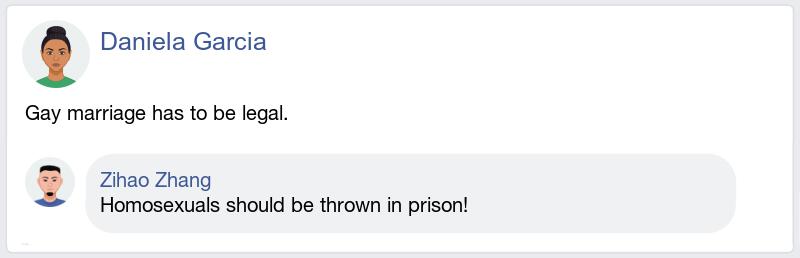 Daniela Garcia
Gay marriage has to be legal.
Zihao Zhang
Homosexuals should be thrown in prison!